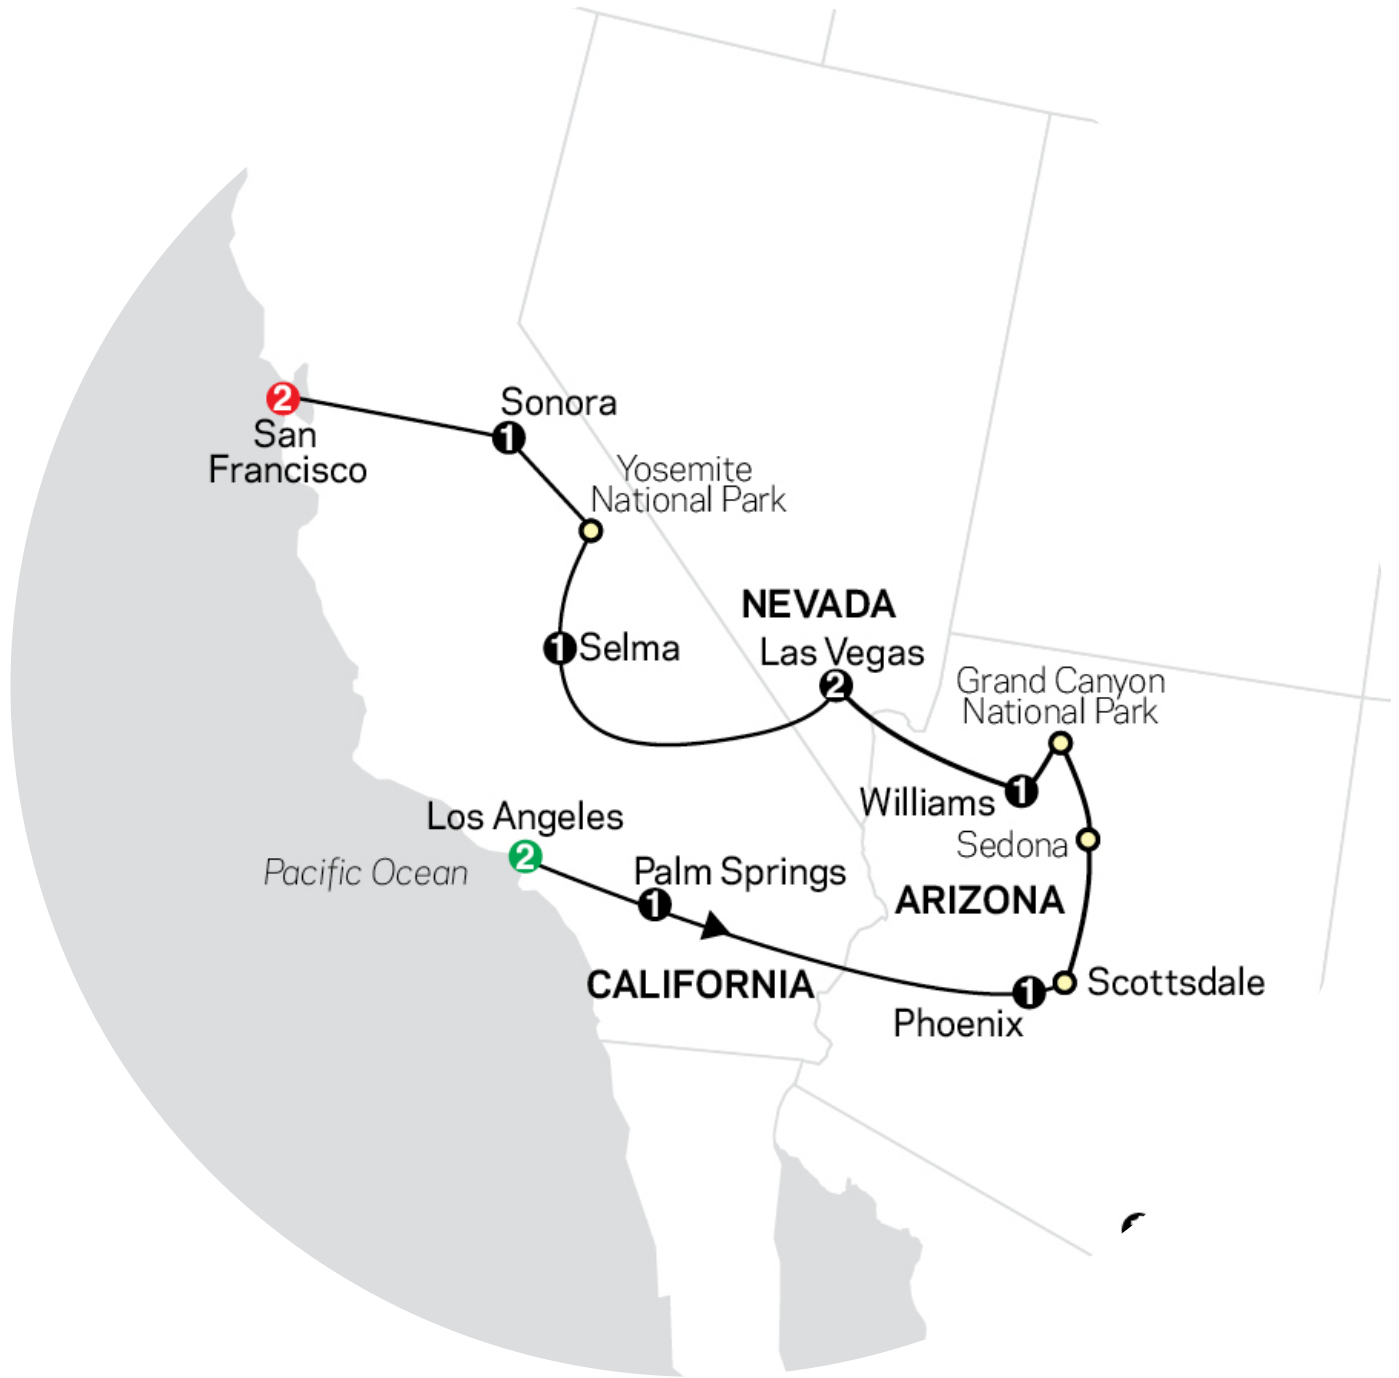 Sonora
1
2
San
Francisco
Yosemite
National Park
NEVADA
Las Vegas
2
1
Selma
Grand Canyon
National Park
Williams
1
Sedona
Los Angeles
2
Pacific Ocean
Palm Springs
1
ARIZONA
CALIFORNIA
1
Scottsdale
Phoenix